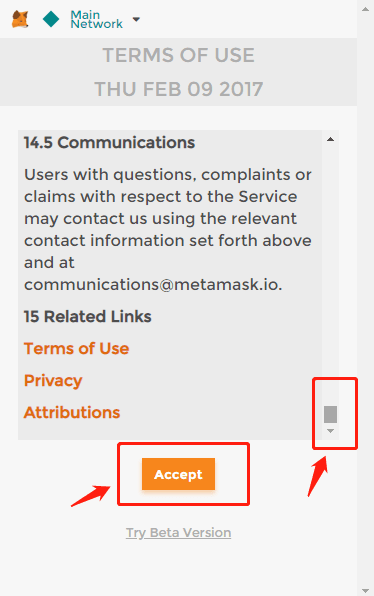 Main
Network
TERMS OF USE
THU FEB 09 2017
14.5 Communications
Users with questions, complaints or
claims with respect to the Service
may contact us using the relevant
contact information set forth above
and at
communications@metamask.io.
15 Related Links
Terms of Use
Privacy
Attributions
Accept
Try Beta Version